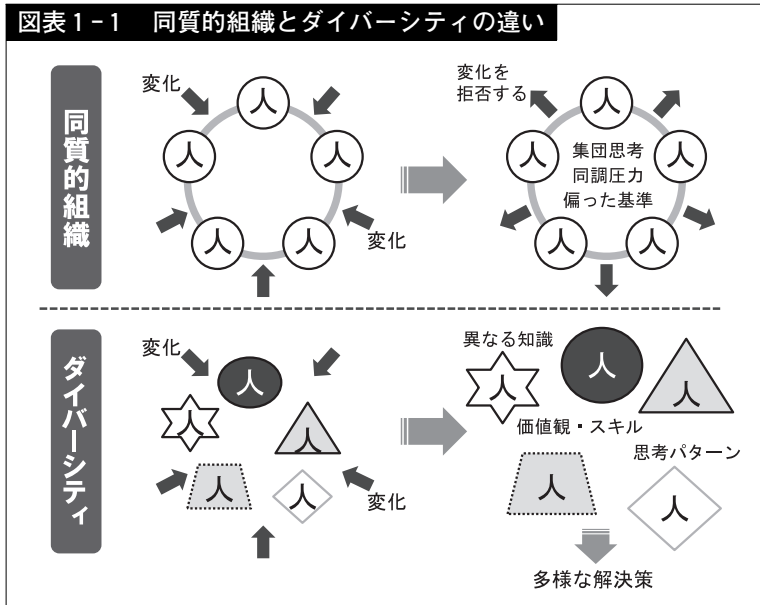 図表1-1 同質的組織とダイバーシティの違い
同質的組織
変化
人
人
人
人
人
変化
変化を
拒否する
人
人
人
人
人
集団思考
同調圧力
偏った基準
ダイバーシティ
変化
人
人
人
人
人
変化
異なる知識
人
人
人
価値観・スキル
思考パターン
人
人
多様な解決策